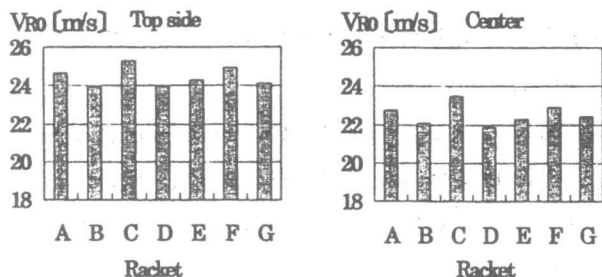 VR0 [m/s] Top side
26
24
22
20
18
A B C D E F G
Racket
VR0 [m/s] Center
26
24
22
20
18
A B C D E F G
Racket